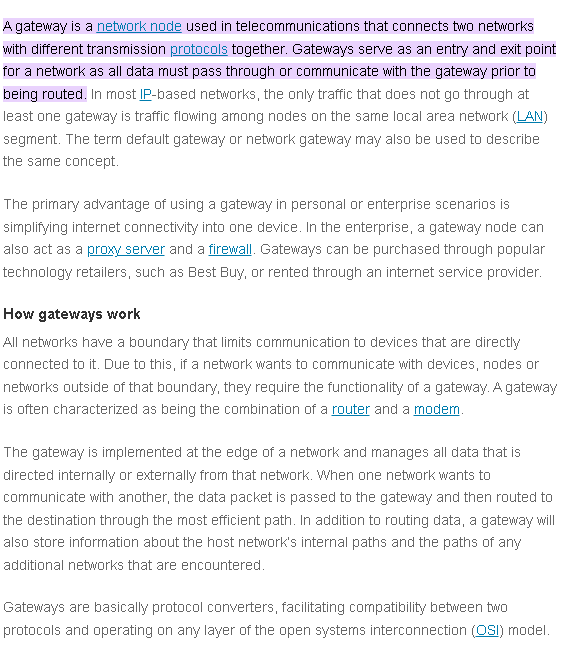 A gateway is a network node used in telecommunications that connects two networks
with different transmission protocols together. Gateways serve as an entry and exit point
for a network as all data must pass through or communicate with the gateway prior to
being routed. In most IP-based networks, the only traffic that does not go through at
least one gateway is traffic flowing among nodes on the same local area network (LAN)
segment. The term default gateway or network gateway may also be used to describe
the same concept.
The primary advantage of using a gateway in personal or enterprise scenarios is
simplifying internet connectivity into one device. In the enterprise, a gateway node can
also act as a proxy server and a firewall. Gateways can be purchased through popular
technology retailers, such as Best Buy, or rented through an internet service provider.
How gateways work
All networks have a boundary that limits communication to devices that are directly
connected to it. Due to this, if a network wants to communicate with devices, nodes or
networks outside of that boundary, they require the functionality of a gateway. A gateway
is often characterized as being the combination of a router and a modem.
The gateway is implemented at the edge of a network and manages all data that is
directed internally or externally from that network. When one network wants to
communicate with another, the data packet is passed to the gateway and then routed to
the destination through the most efficient path. In addition to routing data, a gateway will
also store information about the host network's internal paths and the paths of any
additional networks that are encountered.
Gateways are basically protocol converters, facilitating compatibility between two
protocols and operating on any layer of the open systems interconnection (OSI) model.